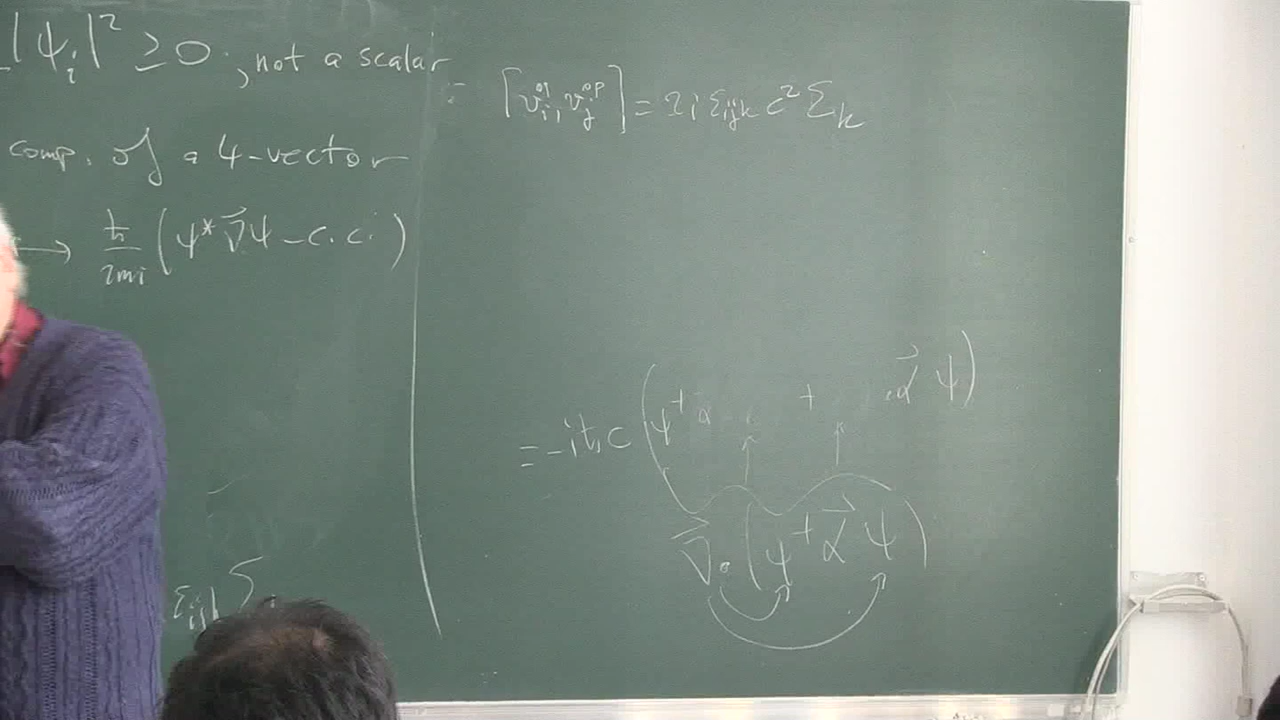 |ψᵢ|² ≥ 0 ; not a scalar
comp. of a 4-vector
→ ħ/2mi (ψ* ∇⃗ψ - c.c.)
εᵢⱼₖ S
[vᵢᵒᵖ, vⱼᵒᵖ] = 2i εᵢⱼₖ c² Σₖ
= -iħc (ψ⁺ α + α⃗ ψ)
∇⃗ · (ψ⁺ α⃗ ψ)